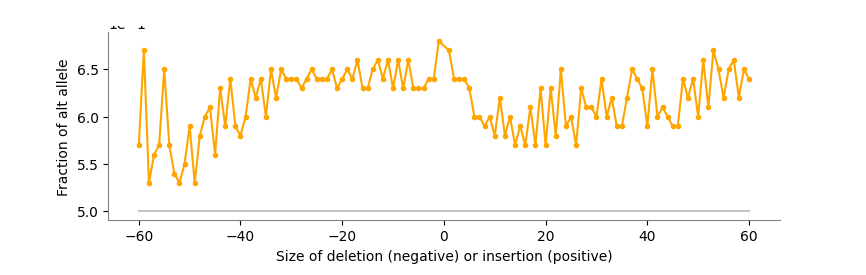 6.5
6.0
5.5
5.0
Fraction of alt allele
−60 −40 −20 0 20 40 60
Size of deletion (negative) or insertion (positive)